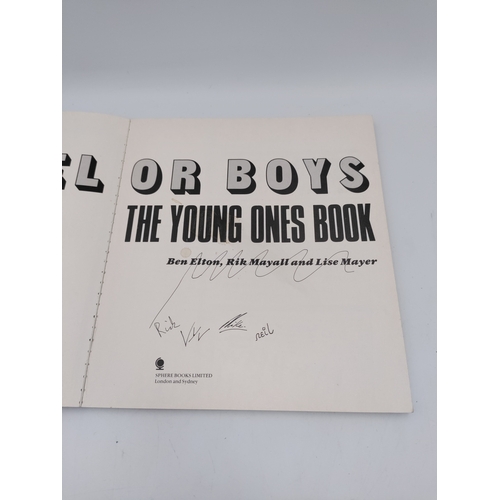 EL OR BOYS
THE YOUNG ONES BOOK
Ben Elton, Rik Mayall and Lise Mayer
Rick
neil
SPHERE BOOKS LIMITED
London and Sydney